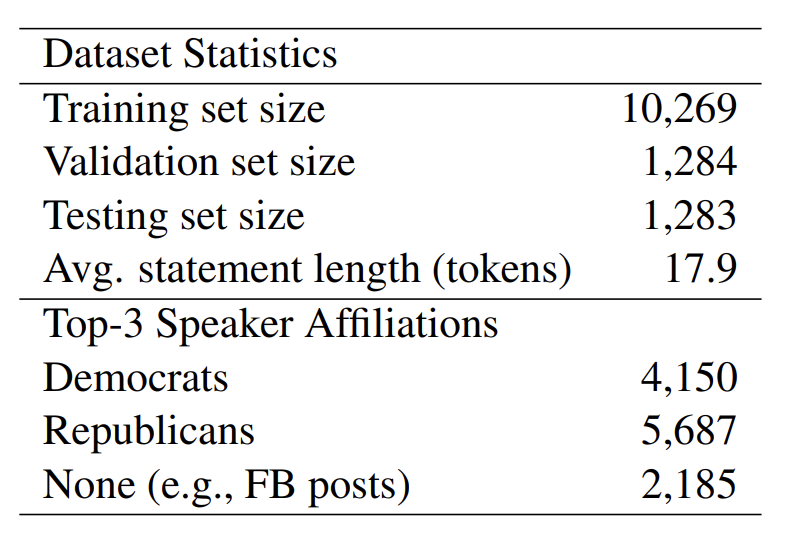 Dataset Statistics
Training set size 10,269
Validation set size 1,284
Testing set size 1,283
Avg. statement length (tokens) 17.9
Top-3 Speaker Affiliations
Democrats 4,150
Republicans 5,687
None (e.g., FB posts) 2,185